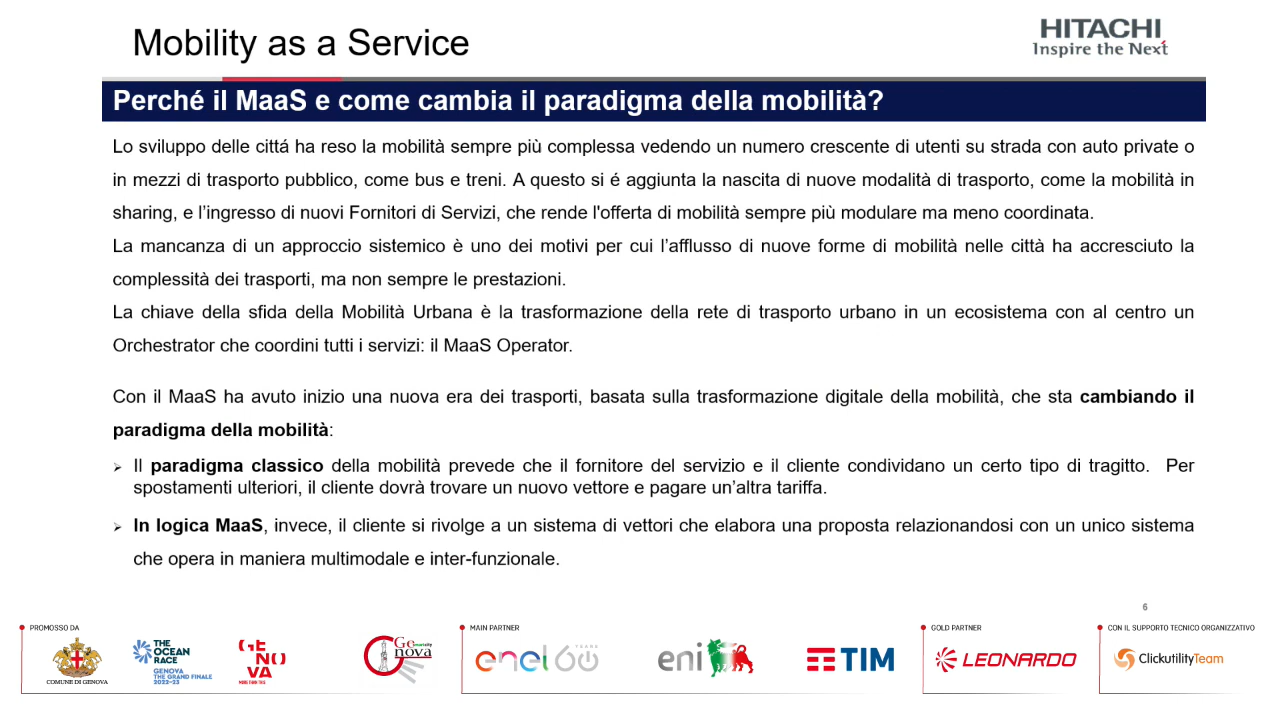 Mobility as a Service
HITACHI
Inspire the Next
Perché il MaaS e come cambia il paradigma della mobilità?
Lo sviluppo delle cittá ha reso la mobilità sempre più complessa vedendo un numero crescente di utenti su strada con auto private o
in mezzi di trasporto pubblico, come bus e treni. A questo si é aggiunta la nascita di nuove modalità di trasporto, come la mobilità in
sharing, e l’ingresso di nuovi Fornitori di Servizi, che rende l'offerta di mobilità sempre più modulare ma meno coordinata.
La mancanza di un approccio sistemico è uno dei motivi per cui l’afflusso di nuove forme di mobilità nelle città ha accresciuto la
complessità dei trasporti, ma non sempre le prestazioni.
La chiave della sfida della Mobilità Urbana è la trasformazione della rete di trasporto urbano in un ecosistema con al centro un
Orchestrator che coordini tutti i servizi: il MaaS Operator.
Con il MaaS ha avuto inizio una nuova era dei trasporti, basata sulla trasformazione digitale della mobilità, che sta cambiando il
paradigma della mobilità:
Il paradigma classico della mobilità prevede che il fornitore del servizio e il cliente condividano un certo tipo di tragitto. Per
spostamenti ulteriori, il cliente dovrà trovare un nuovo vettore e pagare un’altra tariffa.
In logica MaaS, invece, il cliente si rivolge a un sistema di vettori che elabora una proposta relazionandosi con un unico sistema
che opera in maniera multimodale e inter-funzionale.
6
PROMOSSO DA
COMUNE DI GENOVA
THE
OCEAN
RACE
GENOVA
THE GRAND FINALE
2022-23
GE
NO
VA
MORE THAN THIS
Genova
MAIN PARTNER
enel 60
YEARS
eni
TIM
GOLD PARTNER
LEONARDO
CON IL SUPPORTO TECNICO ORGANIZZATIVO
ClickutilityTeam